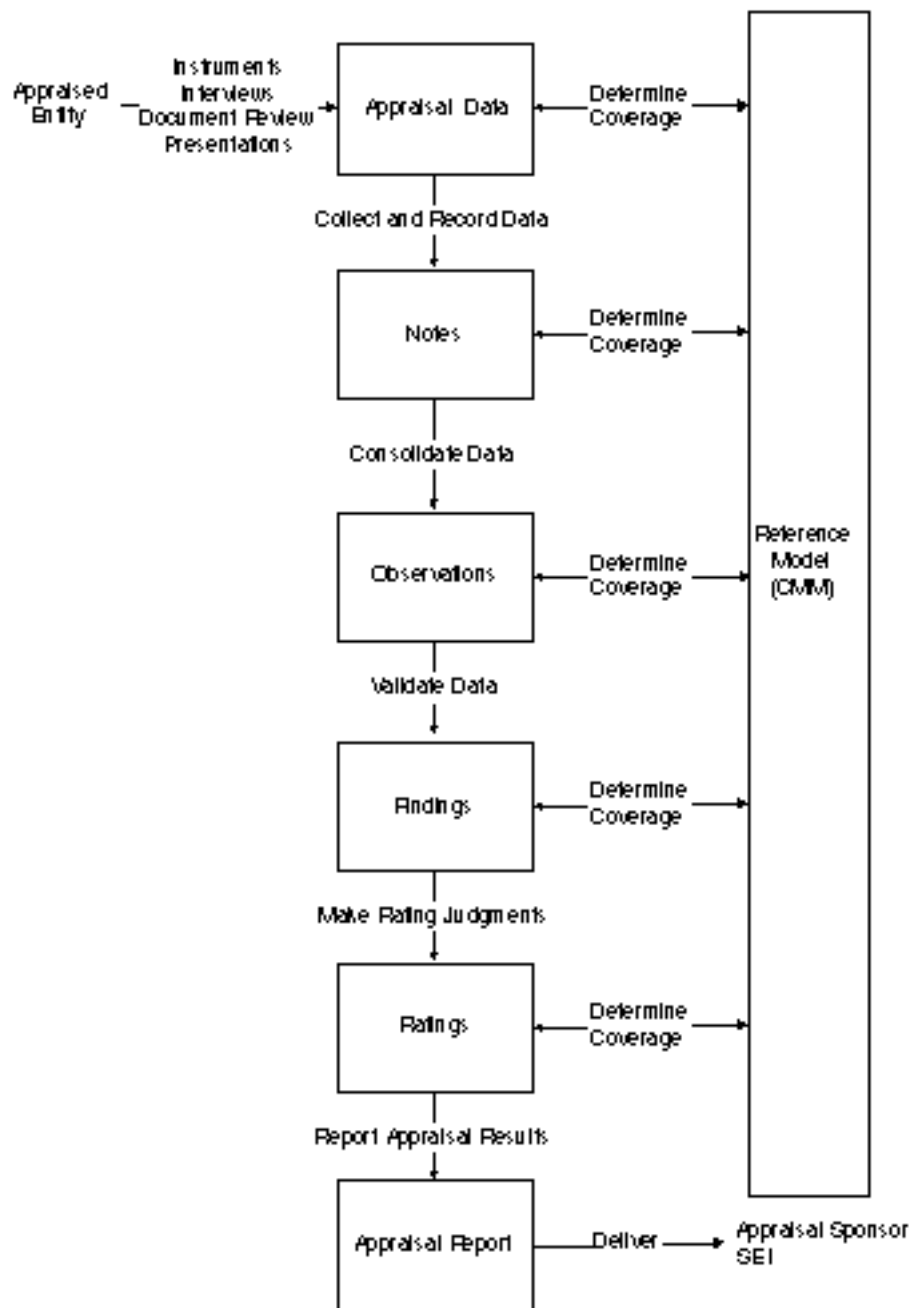 Instruments
Appraised
Interviews
Entity
Document Review
Presentations
Appraisal Data
Determine
Coverage
Collect and Record Data
Notes
Determine
Coverage
Consolidate Data
Observations
Determine
Coverage
Reference
Model
(CMM)
Validate Data
Findings
Determine
Coverage
Make Rating Judgments
Ratings
Determine
Coverage
Report Appraisal Results
Appraisal Report
Deliver
Appraisal Sponsor
SEI